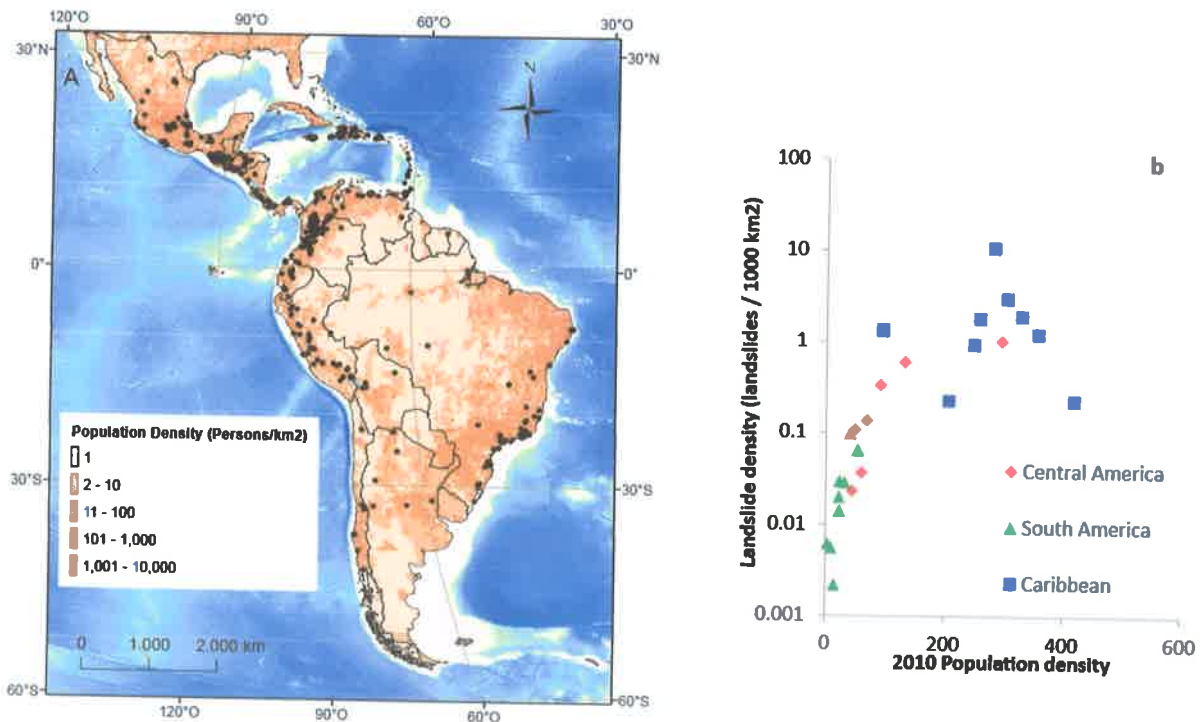 120°O 90°O 60°O 30°O
30°N
30°N
A
N
0°
0°
30°S
30°S
60°S
60°S
120°O 90°O 60°O
Population Density (Persons/km2)
1
2 - 10
11 - 100
101 - 1,000
1,001 - 10,000
0 1.000 2.000 km
b
Landslide density (landslides / 1000 km2)
100
10
1
0.1
0.01
0.001
0 200 400 600
2010 Population density
Central America
South America
Caribbean